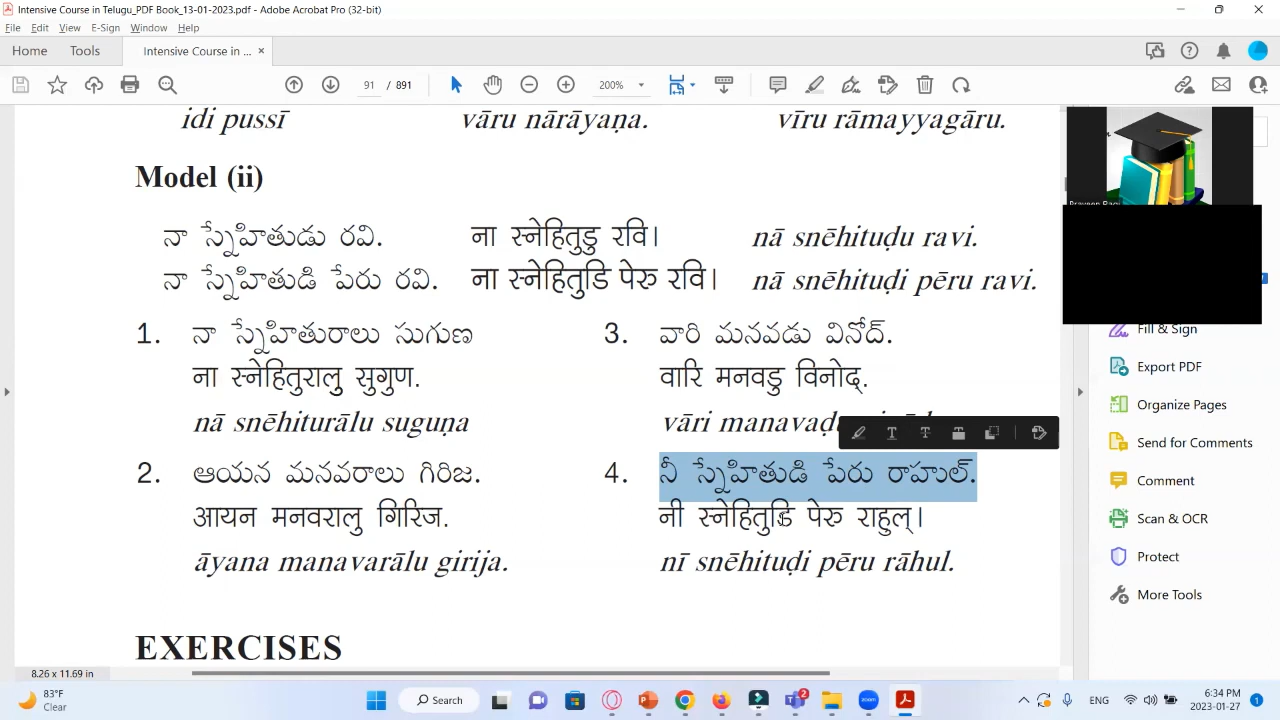 Intensive Course in Telugu_PDF Book_13-01-2023.pdf - Adobe Acrobat Pro (32-bit)
File Edit View E-Sign Window Help
Home Tools Intensive Course in ... ×
91 / 891 200%
idi pussī vāru nārāyaṇa. vīru rāmayyagāru.
Model (ii)
నా స్నేహితుడు రవి. ना स्नेहितुडु रवि। nā snēhituḍu ravi.
నా స్నేహితుడి పేరు రవి. ना स्नेहितुडि पेरु रवि। nā snēhituḍi pēru ravi.
1. నా స్నేహితురాలు సుగుణ
ना स्नेहितुरालु सुगुण.
nā snēhiturālu suguṇa
2. ఆయన మనవరాలు గిరిజ.
आयन मनवरालु गिरिज.
āyana manavarālu girija.
3. వారి మనవడు వినోద్.
वारि मनवडु विनोद्.
vāri manavaḍu
4. నీ స్నేహితుడి పేరు రాహుల్.
नी स्नेहितुडि पेरु राहुल्।
nī snēhituḍi pēru rāhul.
EXERCISES
8.26 x 11.69 in
Fill & Sign
Export PDF
Organize Pages
Send for Comments
Comment
Scan & OCR
Protect
More Tools
83°F
Clear
Search
2
ENG
6:34 PM
2023-01-27
1